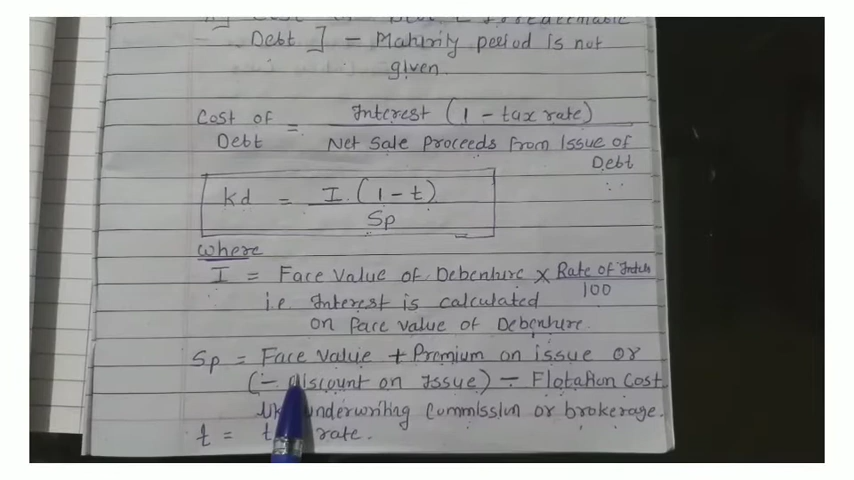 Debt ] - Maturity period is not
given
Cost of Debt = Interest (1 - tax rate)
Net Sale Proceeds from Issue of
Debt
Kd = I. (1 - t)
Sp
where
I = Face Value of Debenture × Rate of
100
i.e Interest is calculated
on Face value of Debenture.
Sp = Face Value + Premium on issue or
(- discount on Issue) - Flotation Cost
underwriting Commission or brokerage.
t = rate.